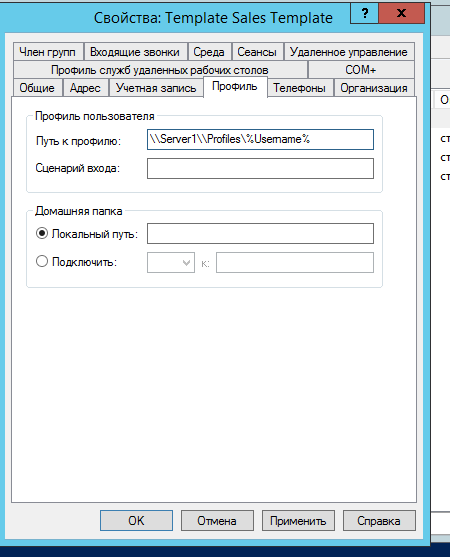 Свойства: Template Sales Template
?
x
Член групп
Входящие звонки
Среда
Сеансы
Удаленное управление
Профиль служб удаленных рабочих столов
COM+
Общие
Адрес
Учетная запись
Профиль
Телефоны
Организация
О
Профиль пользователя
Путь к профилю:
\\Server1\\Profiles\%Username%
ст
Сценарий входа:
ст
ст
Домашняя папка
Локальный путь:
Подключить:
к:
OK
Отмена
Применить
Справка